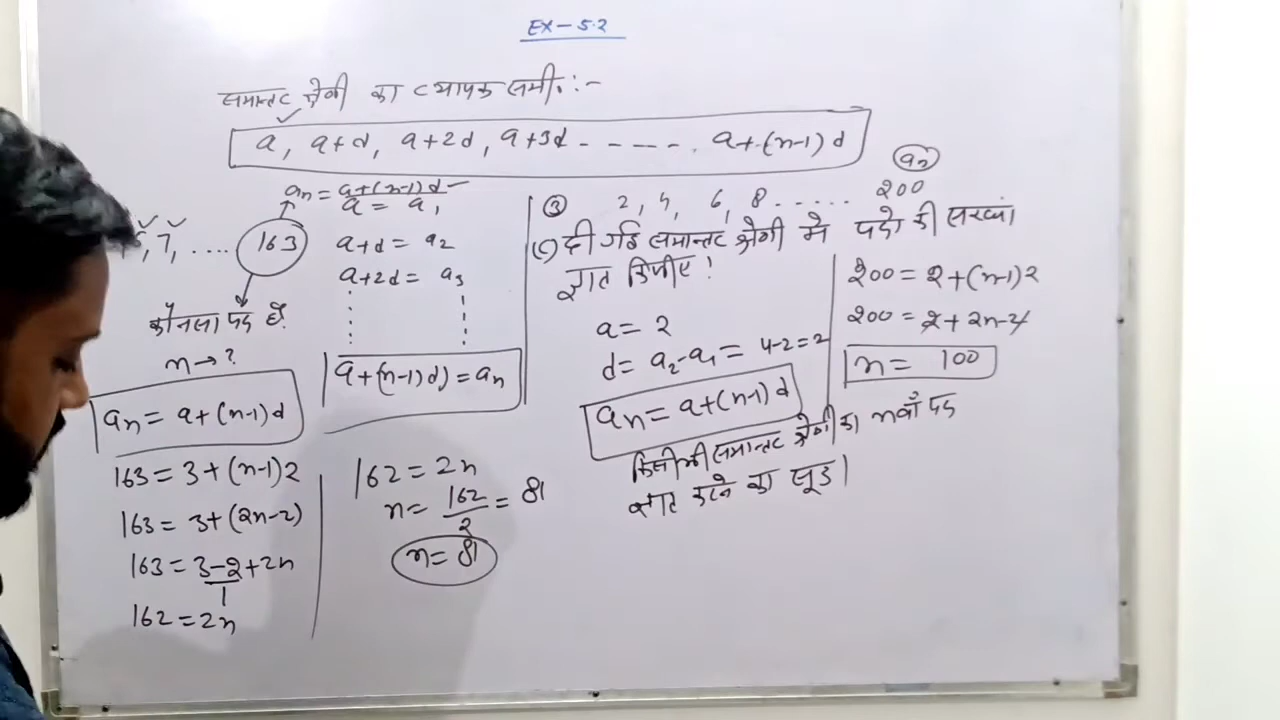 EX-5.2
समान्तर श्रेणी का व्यापक समी.:-
a, a+d, a+2d, a+3d ------. a+(n-1)d
an
an = a+(n-1)d
a = a1
7, .... 163
a+d = a2
a+2d = a3
कौनसा पद है.
n→?
a+(n-1)d = an
an = a+(n-1)d
163 = 3+(n-1)2
163 = 3+(2n-2)
163 = 3-2+2n
1
162 = 2n
162 = 2n
n = 162/2 = 81
n = 81
③ 2, 4, 6, 8 ...... 200
दी गई समान्तर श्रेणी मे पदो की संख्यां
ज्ञात किजीए!
a = 2
d = a2-a1 = 4-2=2
an = a+(n-1)d
किसी भी समान्तर श्रेणी का nवाँ पद
ज्ञात करने का सूत्र।
200 = 2+(n-1)2
200 = 2+2n-2
n = 100